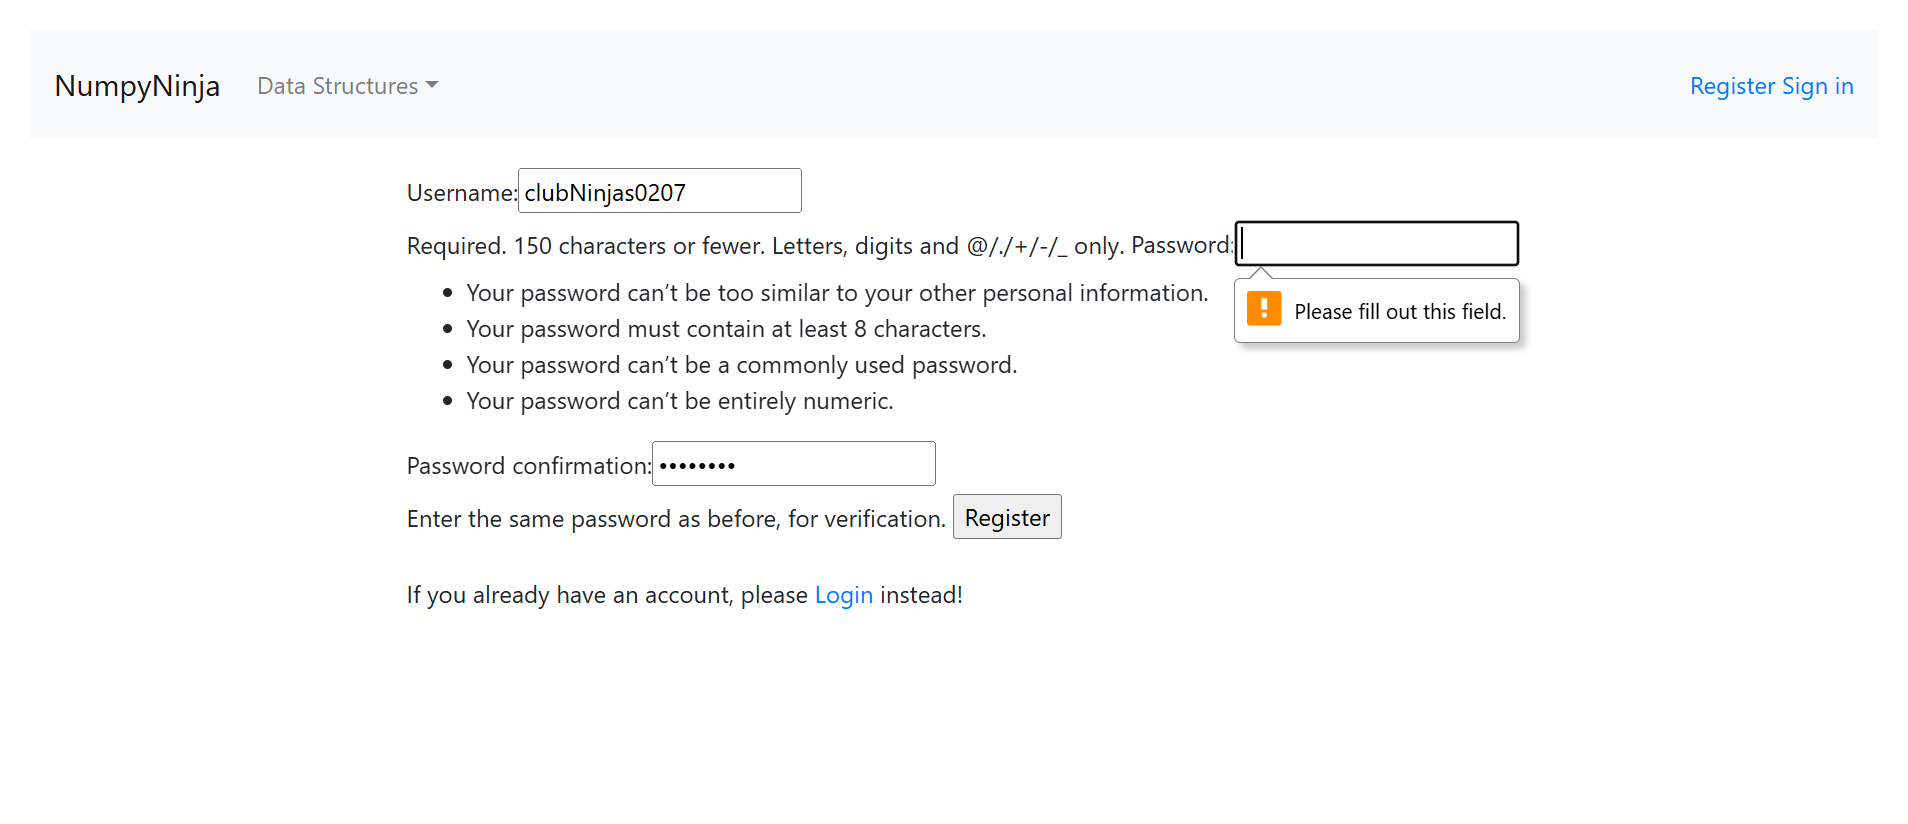 NumpyNinja Data Structures Register Sign in
Username: clubNinjas0207
Required. 150 characters or fewer. Letters, digits and @/./+/-/_ only. Password:
Please fill out this field.
• Your password can’t be too similar to your other personal information.
• Your password must contain at least 8 characters.
• Your password can’t be a commonly used password.
• Your password can’t be entirely numeric.
Password confirmation: ••••••••
Enter the same password as before, for verification. Register
If you already have an account, please Login instead!